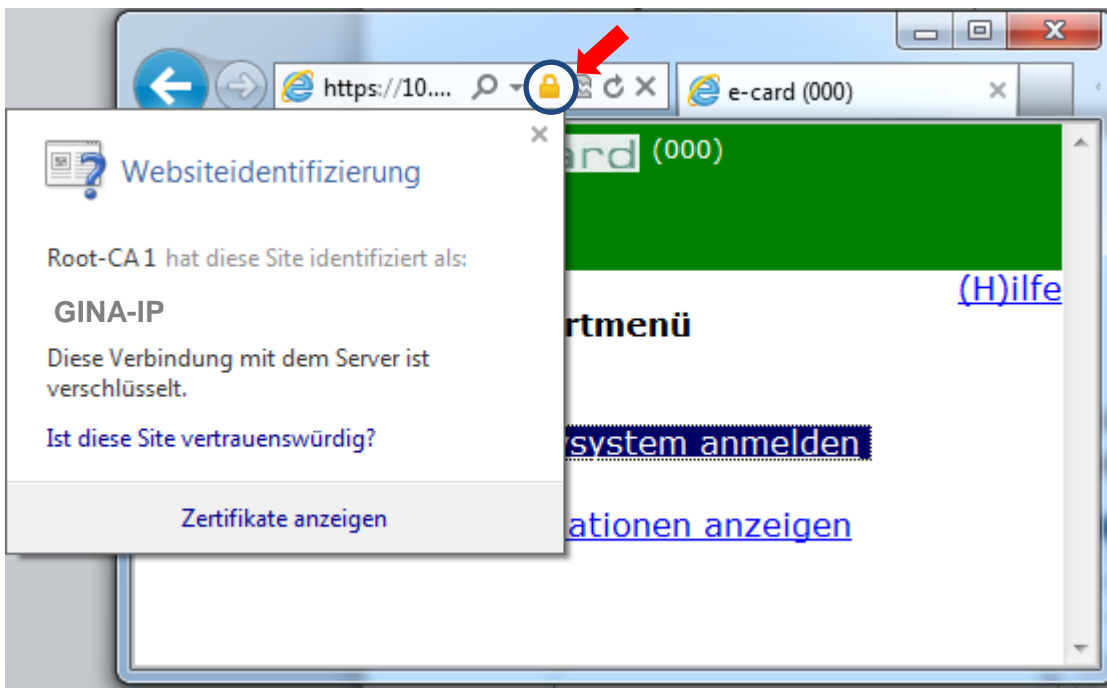 https://10....
e-card (000)
Websiteidentifizierung
Root-CA 1 hat diese Site identifiziert als:
GINA-IP
Diese Verbindung mit dem Server ist
verschlüsselt.
Ist diese Site vertrauenswürdig?
Zertifikate anzeigen
ard (000)
(H)ilfe
rtmenü
system anmelden
ationen anzeigen